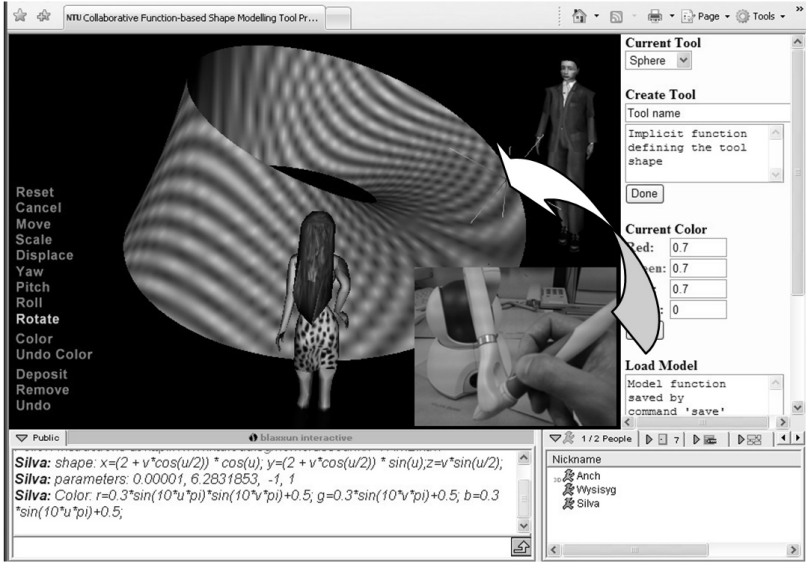 NTU Collaborative Function-based Shape Modelling Tool Pr...
Page
Tools
»
Reset
Cancel
Move
Scale
Displace
Yaw
Pitch
Roll
Rotate
Color
Undo Color
Deposit
Remove
Undo
Current Tool
Sphere
Create Tool
Tool name
Implicit function
defining the tool
shape
Done
Current Color
Red: 0.7
0.7
0.7
0
Load Model
Model function
saved by
command 'save'
Public
blaxxun interactive
Silva: shape: x=(2 + v*cos(u/2)) * cos(u); y=(2 + v*cos(u/2)) * sin(u);z=v*sin(u/2);
Silva: parameters: 0.00001, 6.2831853, -1, 1
Silva: Color: r=0.3*sin(10*u*pi)*sin(10*v*pi)+0.5; g=0.3*sin(10*v*pi)+0.5; b=0.3
*sin(10*u*pi)+0.5;
1 / 2 People
7
Nickname
3D
Anch
Wysisyg
Silva